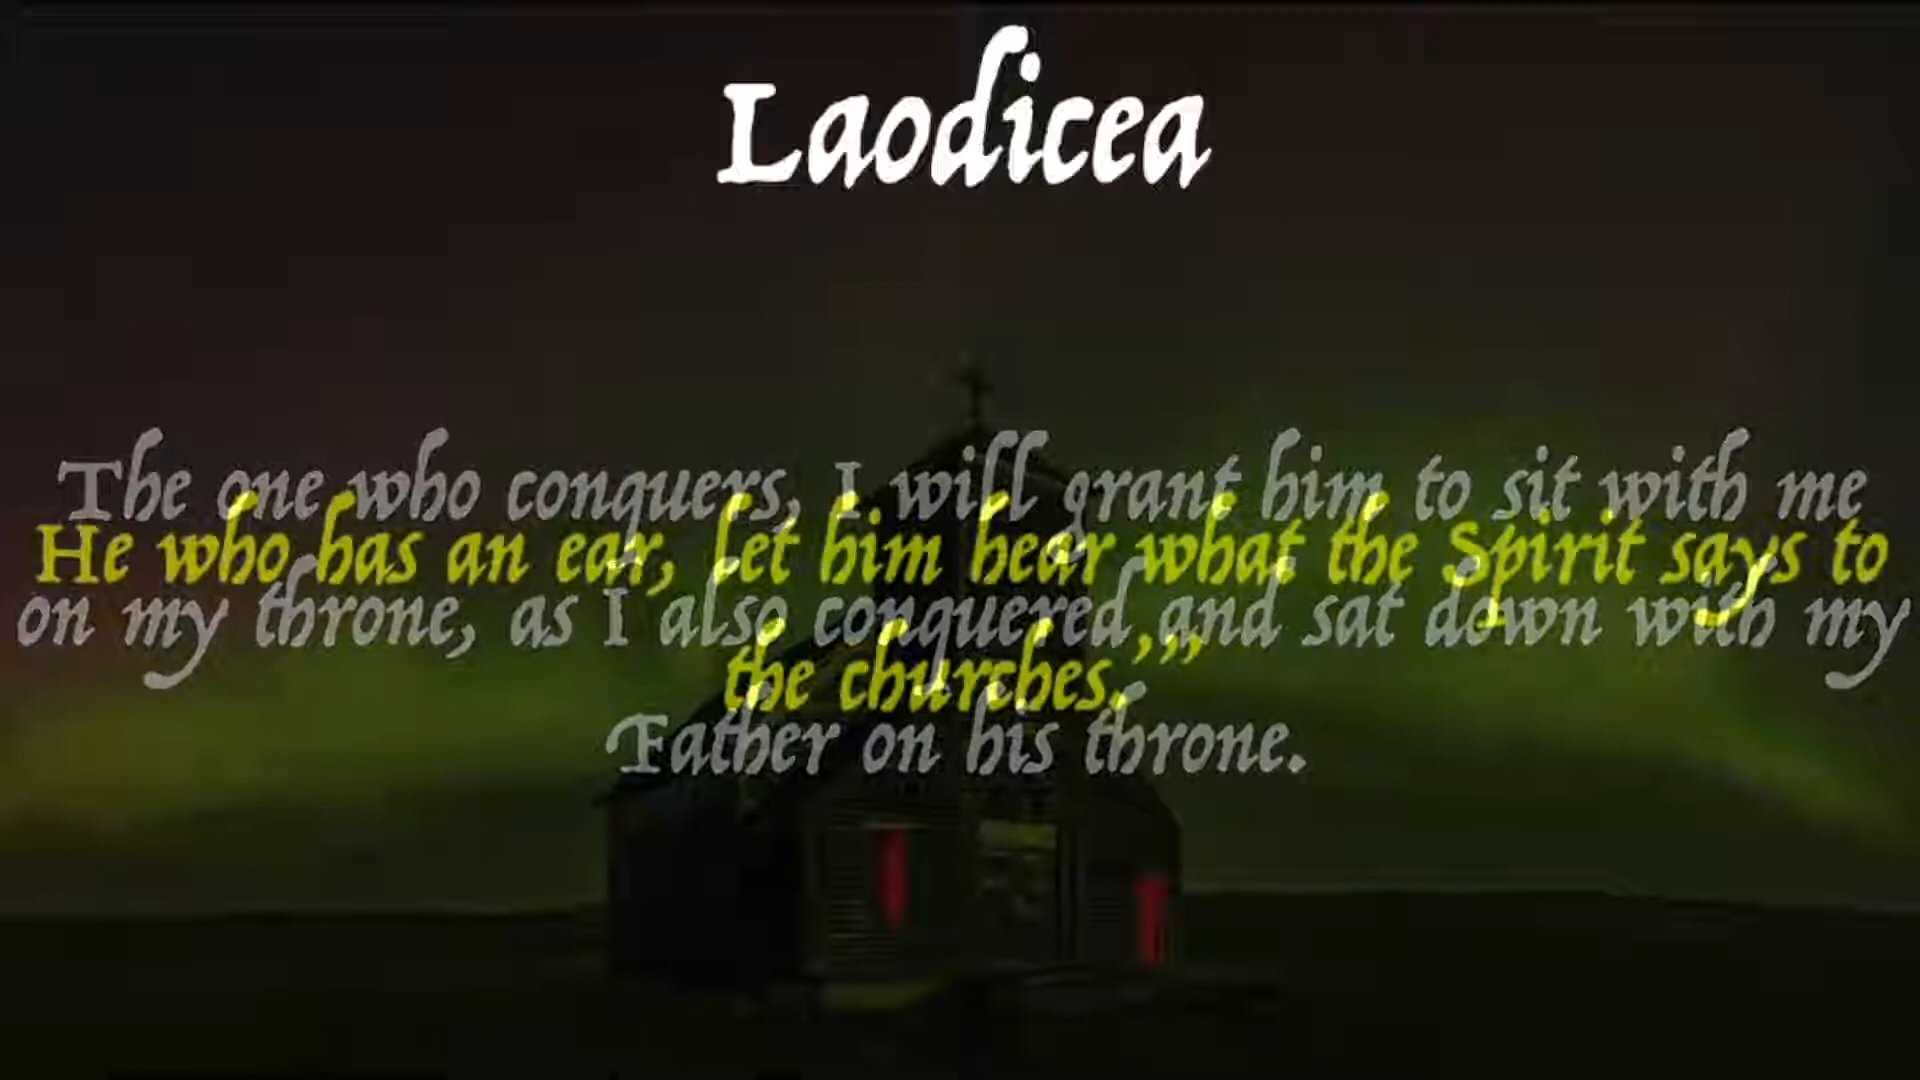 Laodicea
The one who conquers, I will grant him to sit with me
on my throne, as I also conquered and sat down with my
Father on his throne.
He who has an ear, let him hear what the Spirit says to
the churches.’”